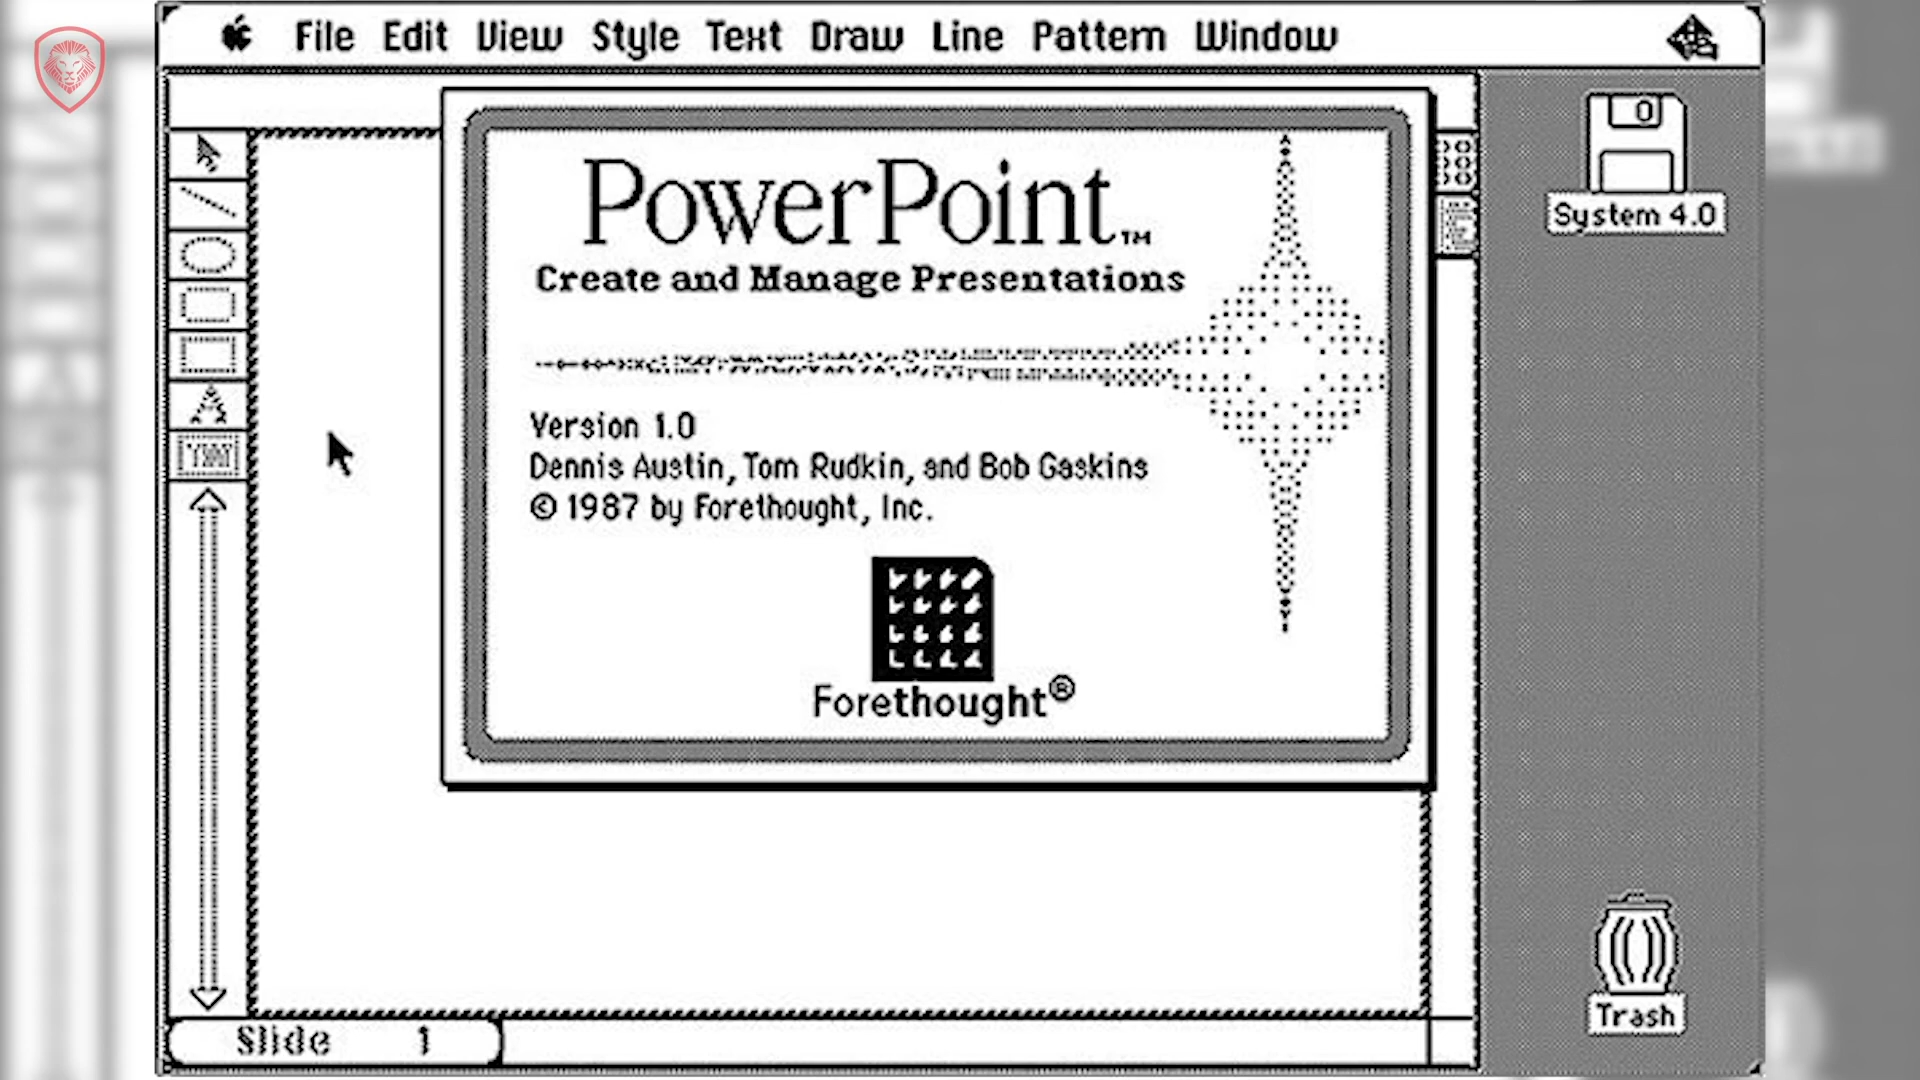 File Edit View Style Text Draw Line Pattern Window
System 4.0
PowerPoint™
Create and Manage Presentations
Version 1.0
Dennis Austin, Tom Rudkin, and Bob Gaskins
© 1987 by Forethought, Inc.
Forethought®
A
Trash
Slide 1